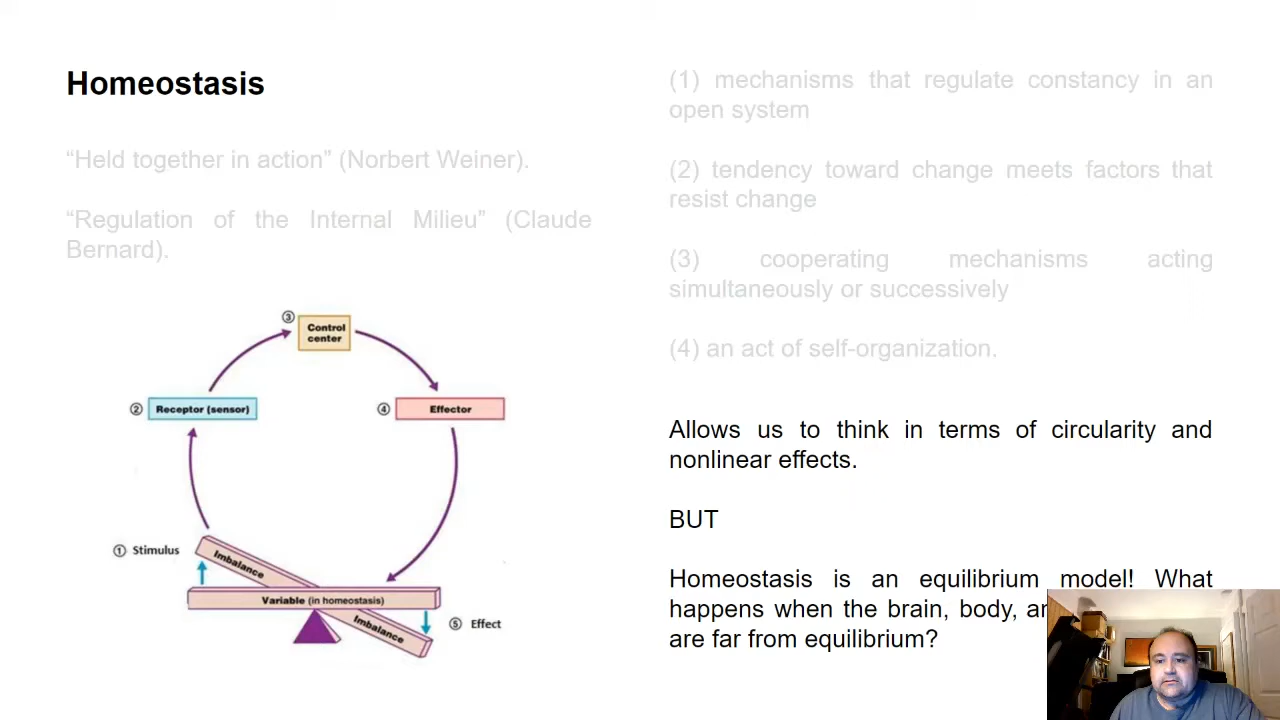 Homeostasis
“Held together in action” (Norbert Weiner).
“Regulation of the Internal Milieu” (Claude
Bernard).
③
Control
center
② Receptor (sensor)
④ Effector
① Stimulus
Imbalance
Variable (in homeostasis)
Imbalance
⑤ Effect
(1) mechanisms that regulate constancy in an
open system
(2) tendency toward change meets factors that
resist change
(3) cooperating mechanisms acting
simultaneously or successively
(4) an act of self-organization.
Allows us to think in terms of circularity and
nonlinear effects.
BUT
Homeostasis is an equilibrium model! What
happens when the brain, body,
are far from equilibrium?